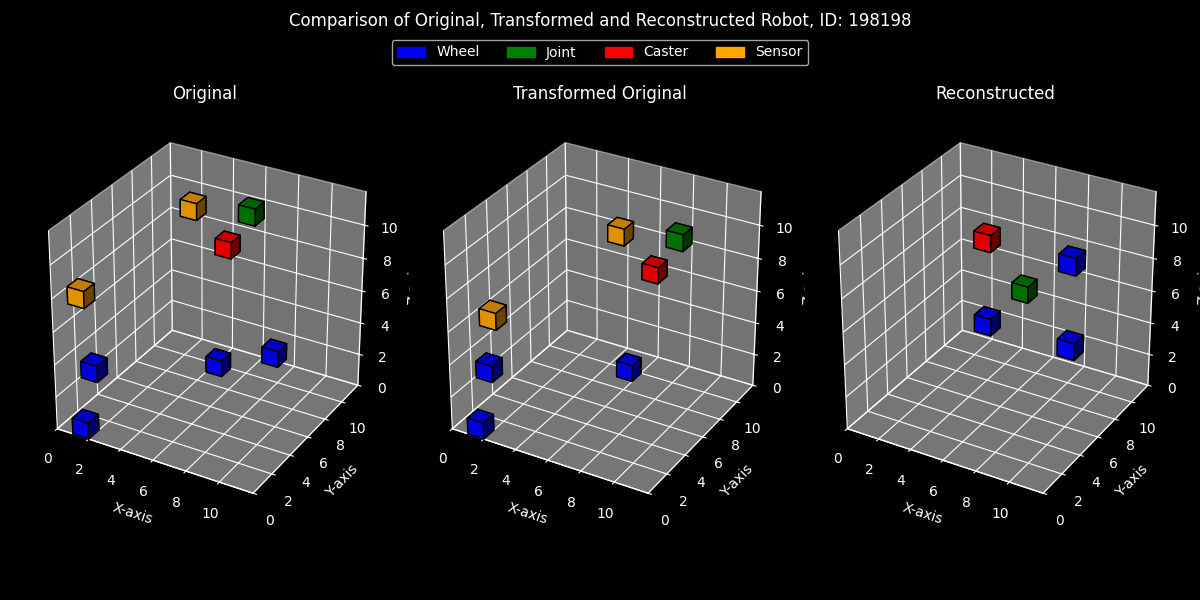 Comparison of Original, Transformed and Reconstructed Robot, ID: 198198
Wheel Joint Caster Sensor
Original Transformed Original Reconstructed
10 10 10
8 8 8
6 6 6
4 4 4
2 2 2
0 0 0
0 2 4 6 8 10 0 2 4 6 8 10 0 2 4 6 8 10
0 2 4 6 8 10 0 2 4 6 8 10 0 2 4 6 8 10
X-axis Y-axis X-axis Y-axis X-axis Y-axis